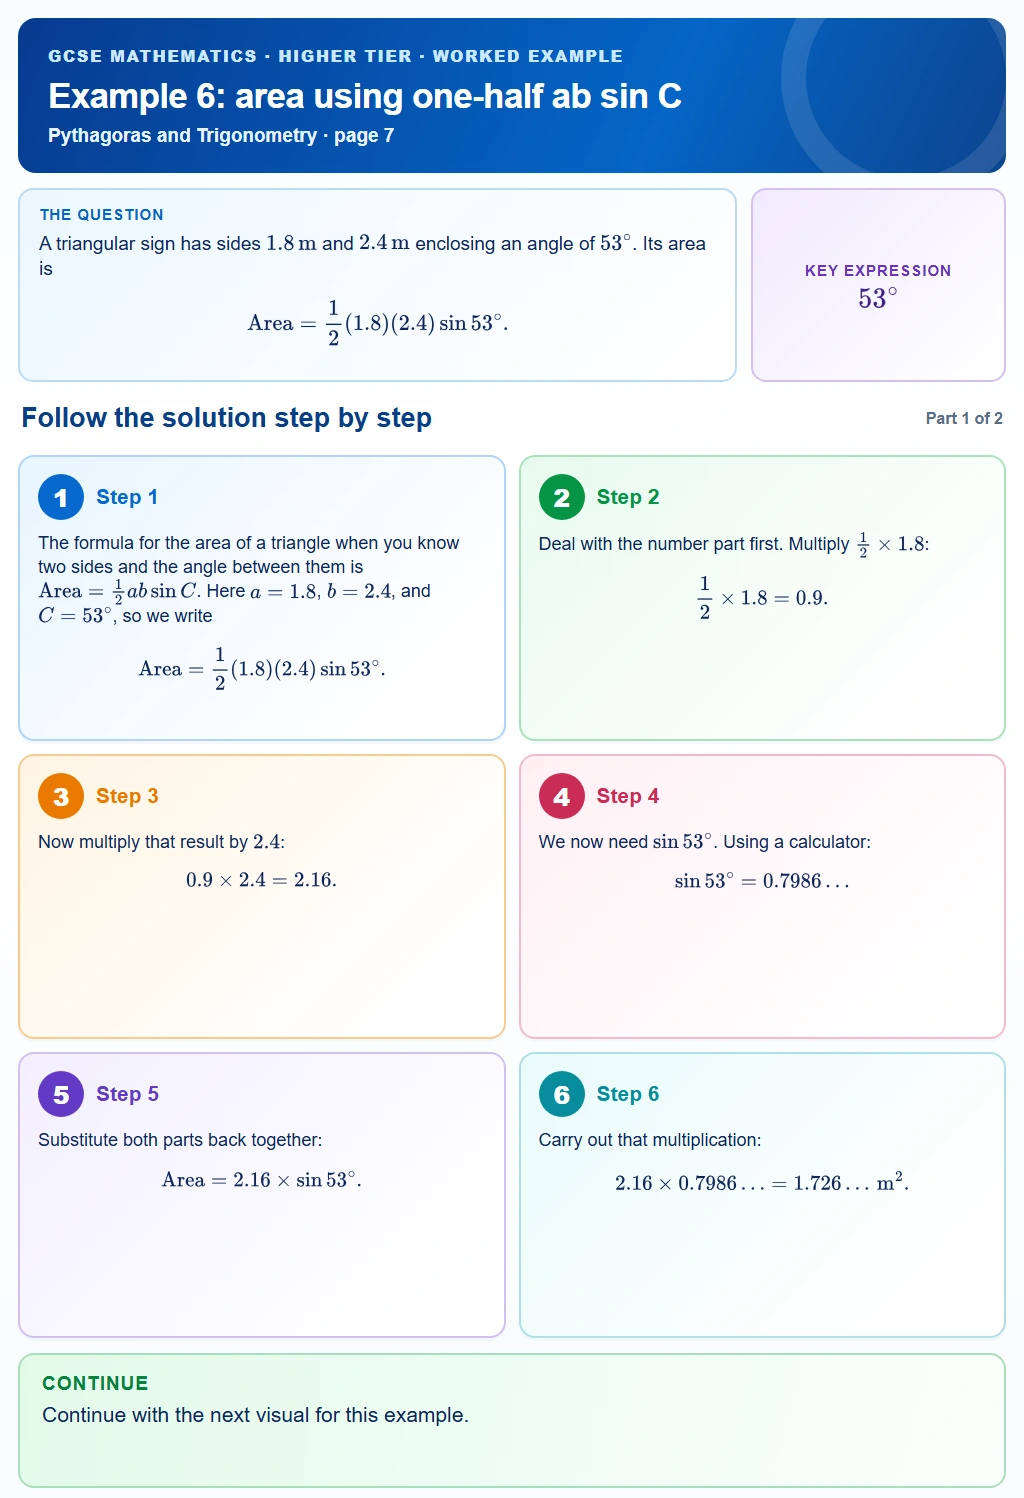 GCSE MATHEMATICS · HIGHER TIER · WORKED EXAMPLE
Example 6: area using one-half ab sin C
Pythagoras and Trigonometry · page 7
THE QUESTION
A triangular sign has sides 1.8 m and 2.4 m enclosing an angle of 53°. Its area
is
Area = 1/2 (1.8)(2.4) sin 53°.
KEY EXPRESSION
53°
Follow the solution step by step
Part 1 of 2
1 Step 1
The formula for the area of a triangle when you know
two sides and the angle between them is
Area = 1/2 ab sin C. Here a = 1.8, b = 2.4, and
C = 53°, so we write
Area = 1/2 (1.8)(2.4) sin 53°.
2 Step 2
Deal with the number part first. Multiply 1/2 × 1.8:
1/2 × 1.8 = 0.9.
3 Step 3
Now multiply that result by 2.4:
0.9 × 2.4 = 2.16.
4 Step 4
We now need sin 53°. Using a calculator:
sin 53° = 0.7986...
5 Step 5
Substitute both parts back together:
Area = 2.16 × sin 53°.
6 Step 6
Carry out that multiplication:
2.16 × 0.7986... = 1.726... m².
CONTINUE
Continue with the next visual for this example.